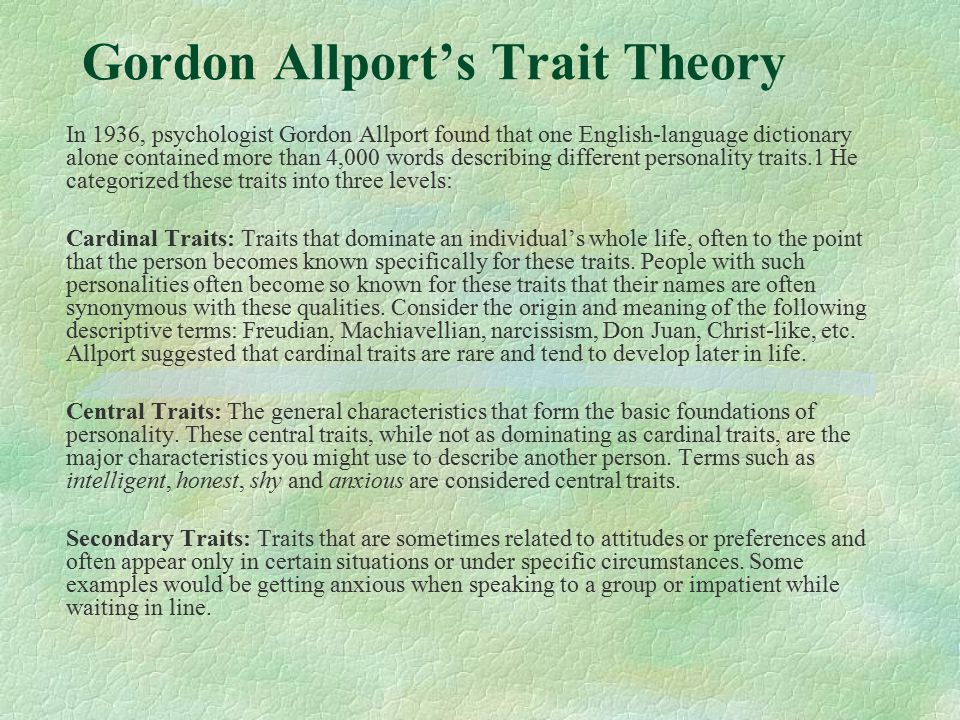 Gordon Allport’s Trait Theory
In 1936, psychologist Gordon Allport found that one English-language dictionary
alone contained more than 4,000 words describing different personality traits.1 He
categorized these traits into three levels:
Cardinal Traits: Traits that dominate an individual’s whole life, often to the point
that the person becomes known specifically for these traits. People with such
personalities often become so known for these traits that their names are often
synonymous with these qualities. Consider the origin and meaning of the following
descriptive terms: Freudian, Machiavellian, narcissism, Don Juan, Christ-like, etc.
Allport suggested that cardinal traits are rare and tend to develop later in life.
Central Traits: The general characteristics that form the basic foundations of
personality. These central traits, while not as dominating as cardinal traits, are the
major characteristics you might use to describe another person. Terms such as
intelligent, honest, shy and anxious are considered central traits.
Secondary Traits: Traits that are sometimes related to attitudes or preferences and
often appear only in certain situations or under specific circumstances. Some
examples would be getting anxious when speaking to a group or impatient while
waiting in line.